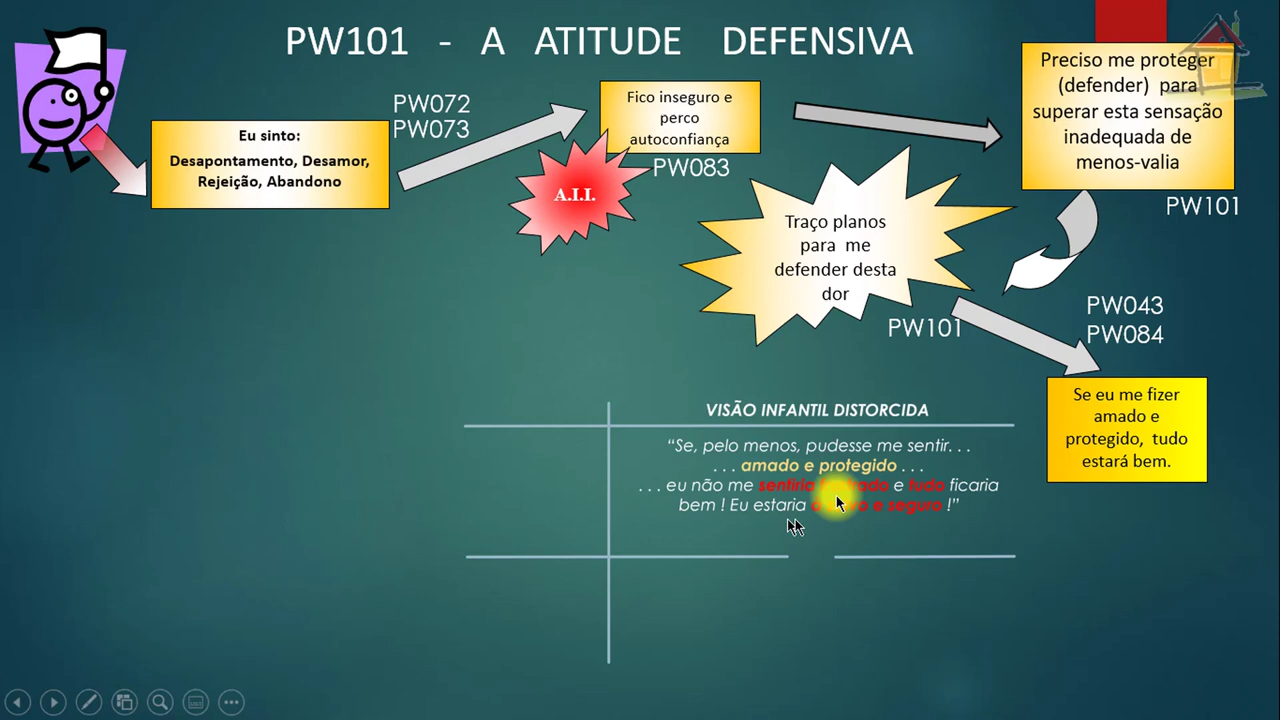 PW101 - A ATITUDE DEFENSIVA
Eu sinto:
Desapontamento, Desamor,
Rejeição, Abandono
PW072
PW073
Fico inseguro e
perco
autoconfiança
PW083
A.I.I.
Preciso me proteger
(defender) para
superar esta sensação
inadequada de
menos-valia
PW101
Traço planos
para me
defender desta
dor
PW101
PW043
PW084
Se eu me fizer
amado e
protegido, tudo
estará bem.
VISÃO INFANTIL DISTORCIDA
“Se, pelo menos, pudesse me sentir. . .
. . . amado e protegido . . .
. . . eu não me sentiria e tudo ficaria
bem ! Eu estaria e seguro !”